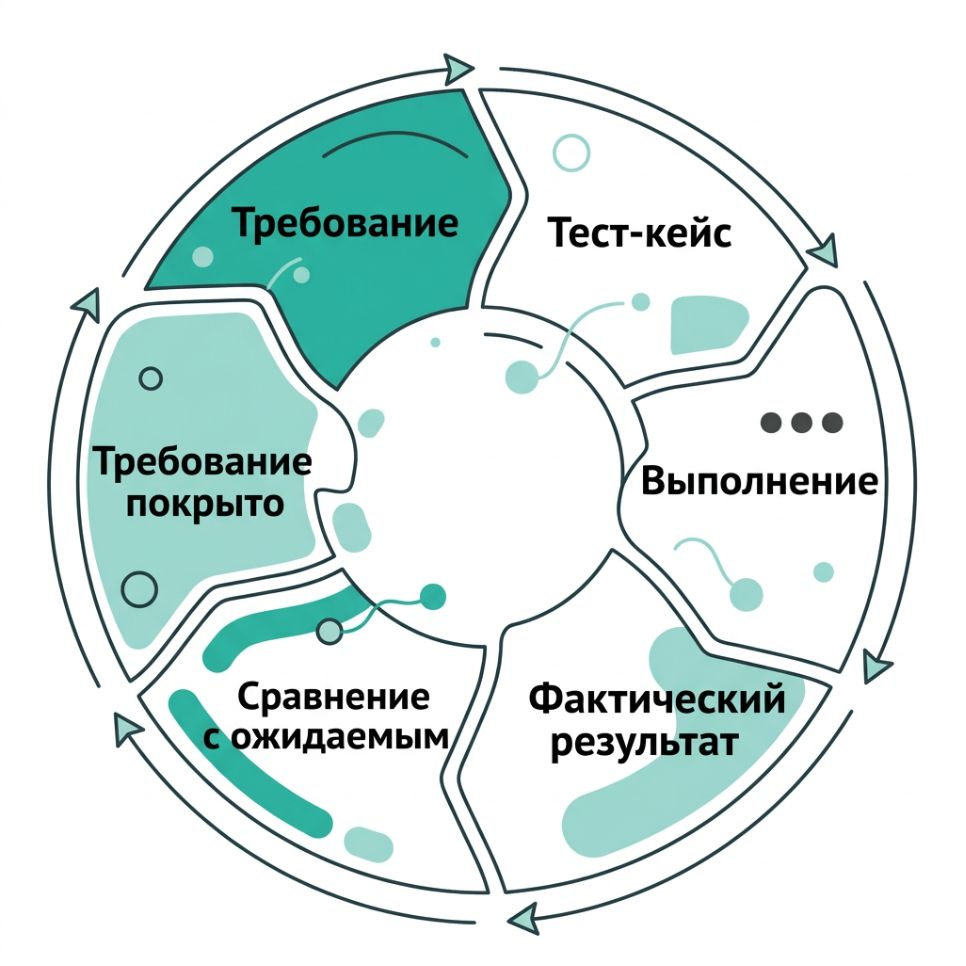 Требование
Тест-кейс
Выполнение
Фактический
результат
Сравнение
с ожидаемым
Требование
покрыто